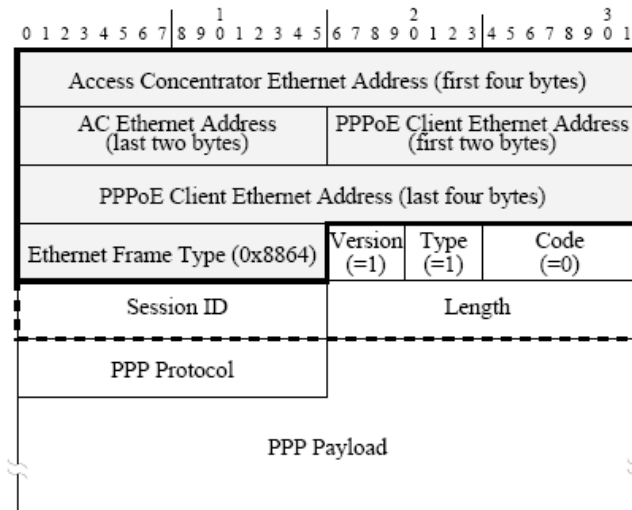 1 2 3
0 1 2 3 4 5 6 7 8 9 0 1 2 3 4 5 6 7 8 9 0 1 2 3 4 5 6 7 8 9 0 1
Access Concentrator Ethernet Address (first four bytes)
AC Ethernet Address
(last two bytes)
PPPoE Client Ethernet Address
(first two bytes)
PPPoE Client Ethernet Address (last four bytes)
Ethernet Frame Type (0x8864)
Version
(=1)
Type
(=1)
Code
(=0)
Session ID
Length
PPP Protocol
PPP Payload